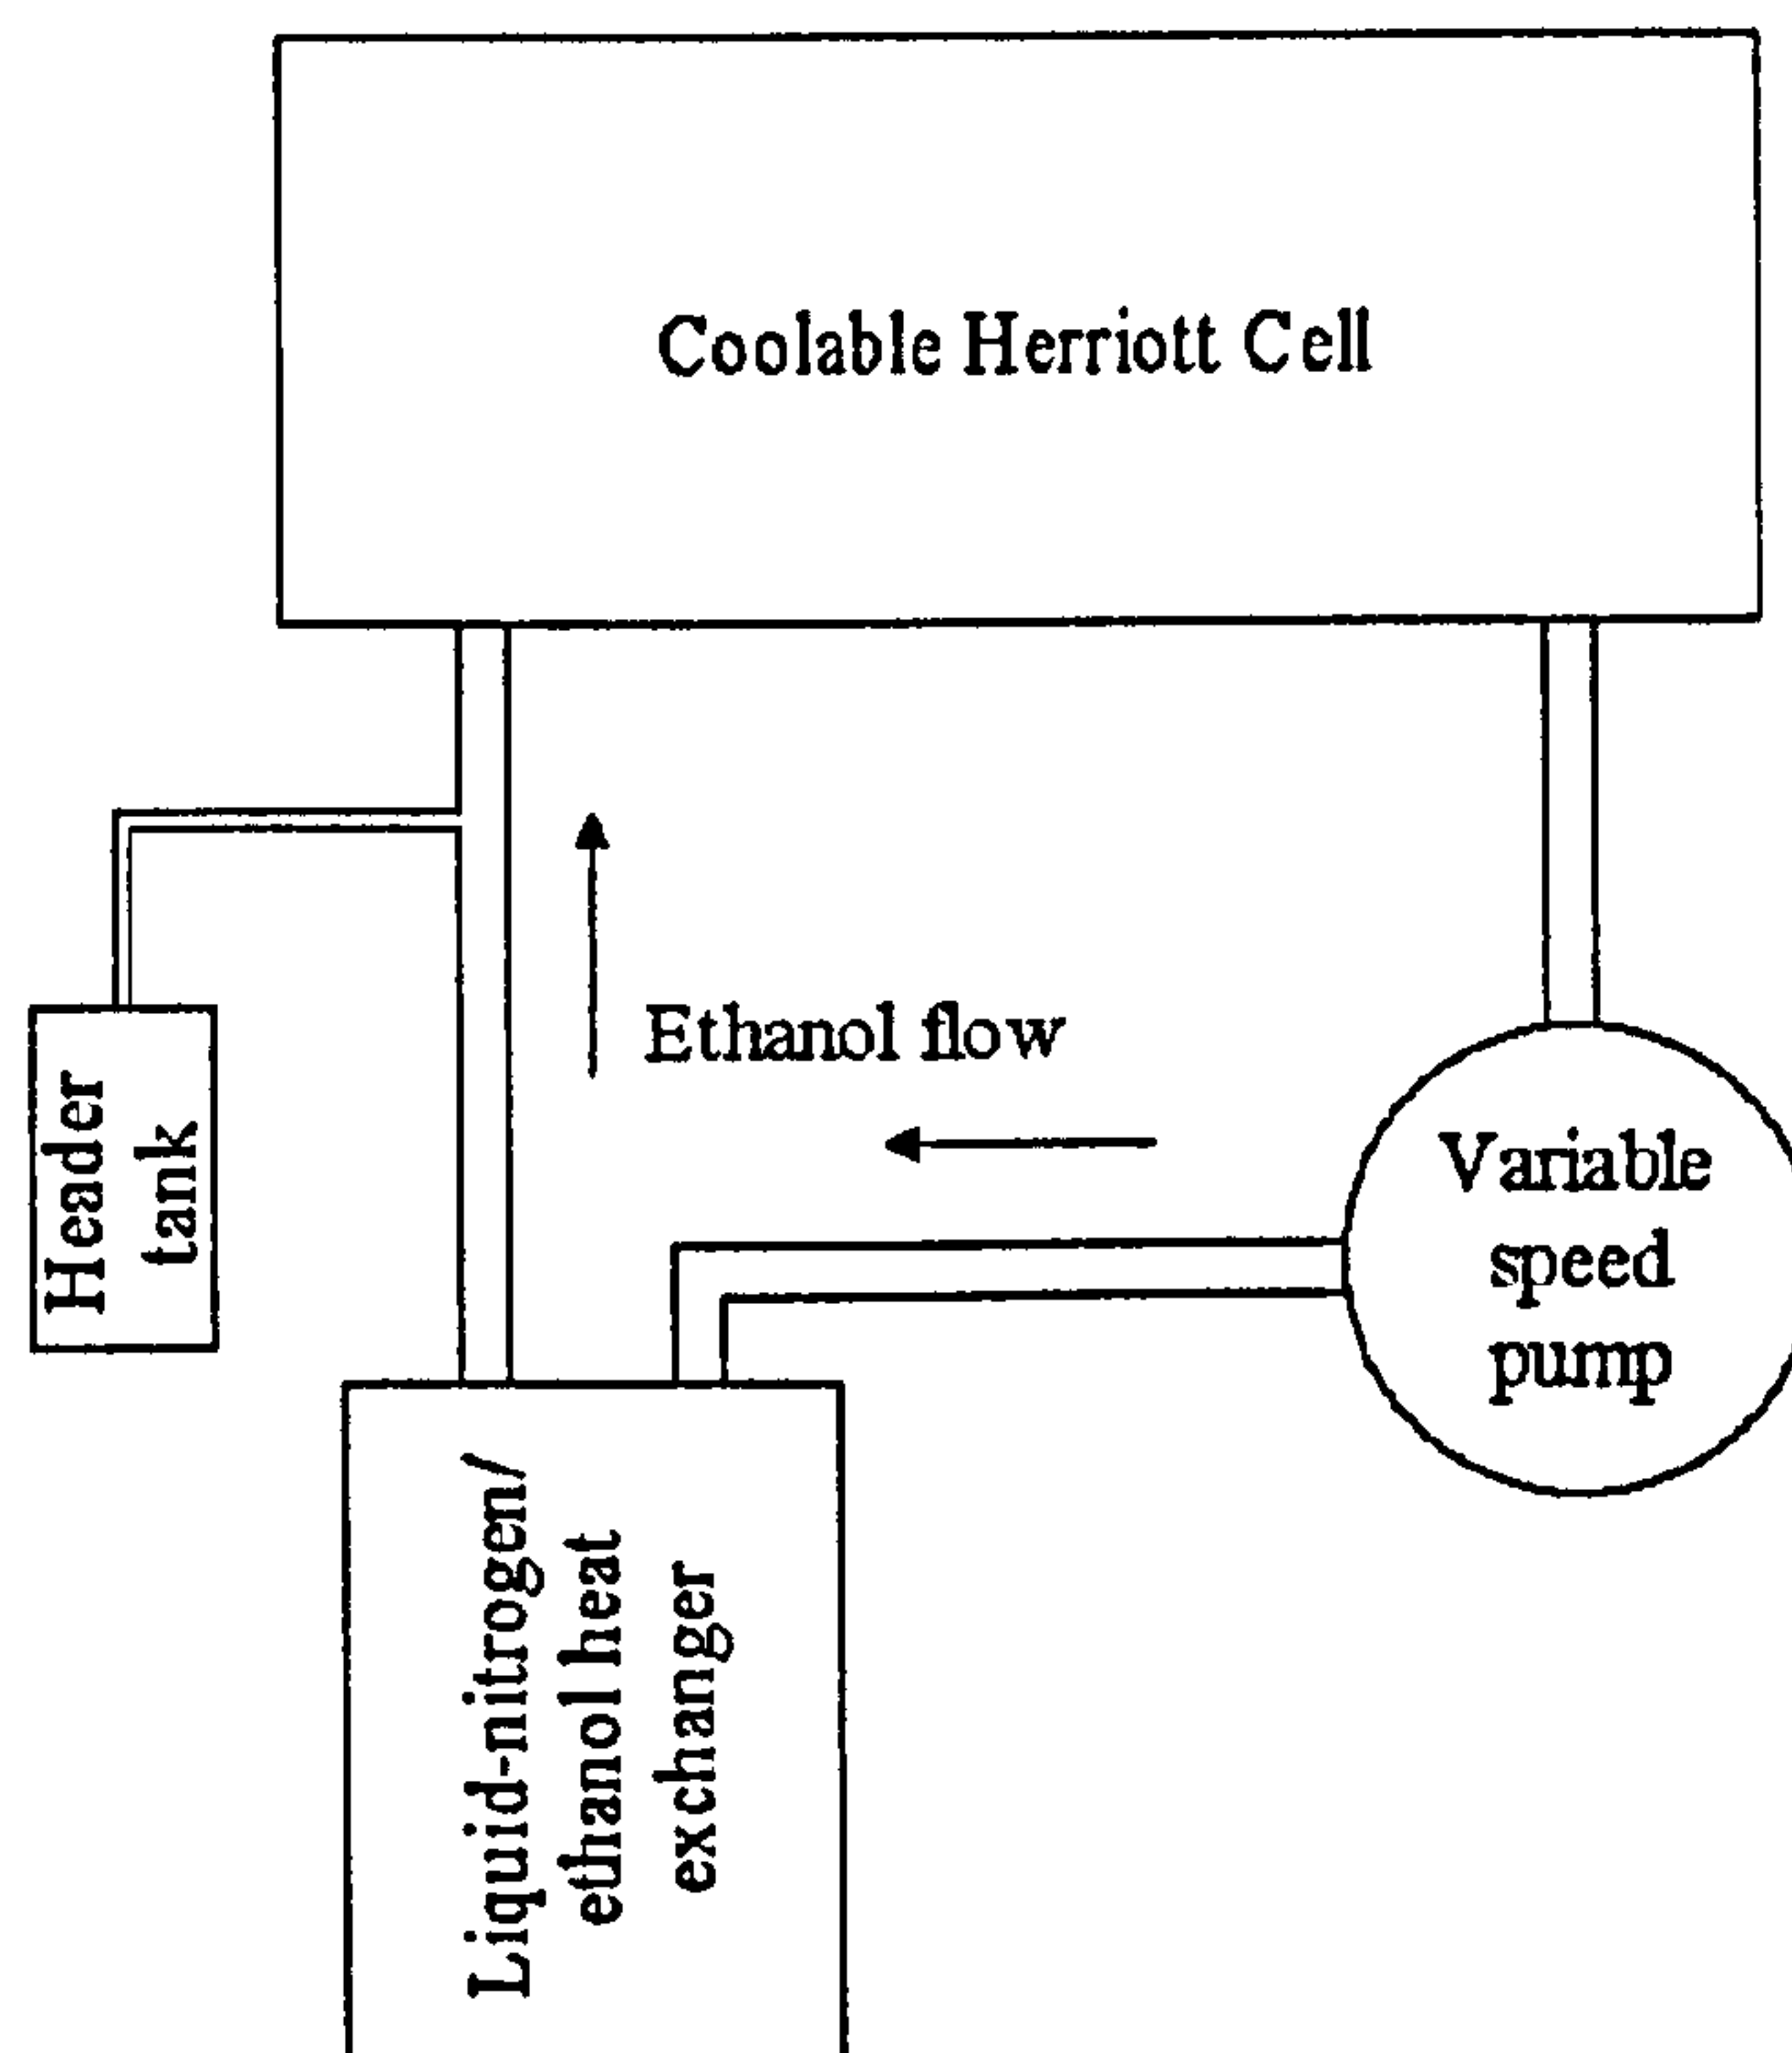 Coolable Herriott Cell
Ethanol flow
Header
tank
Variable
speed
pump
Liquid-nitrogen/
ethanol heat
exchanger